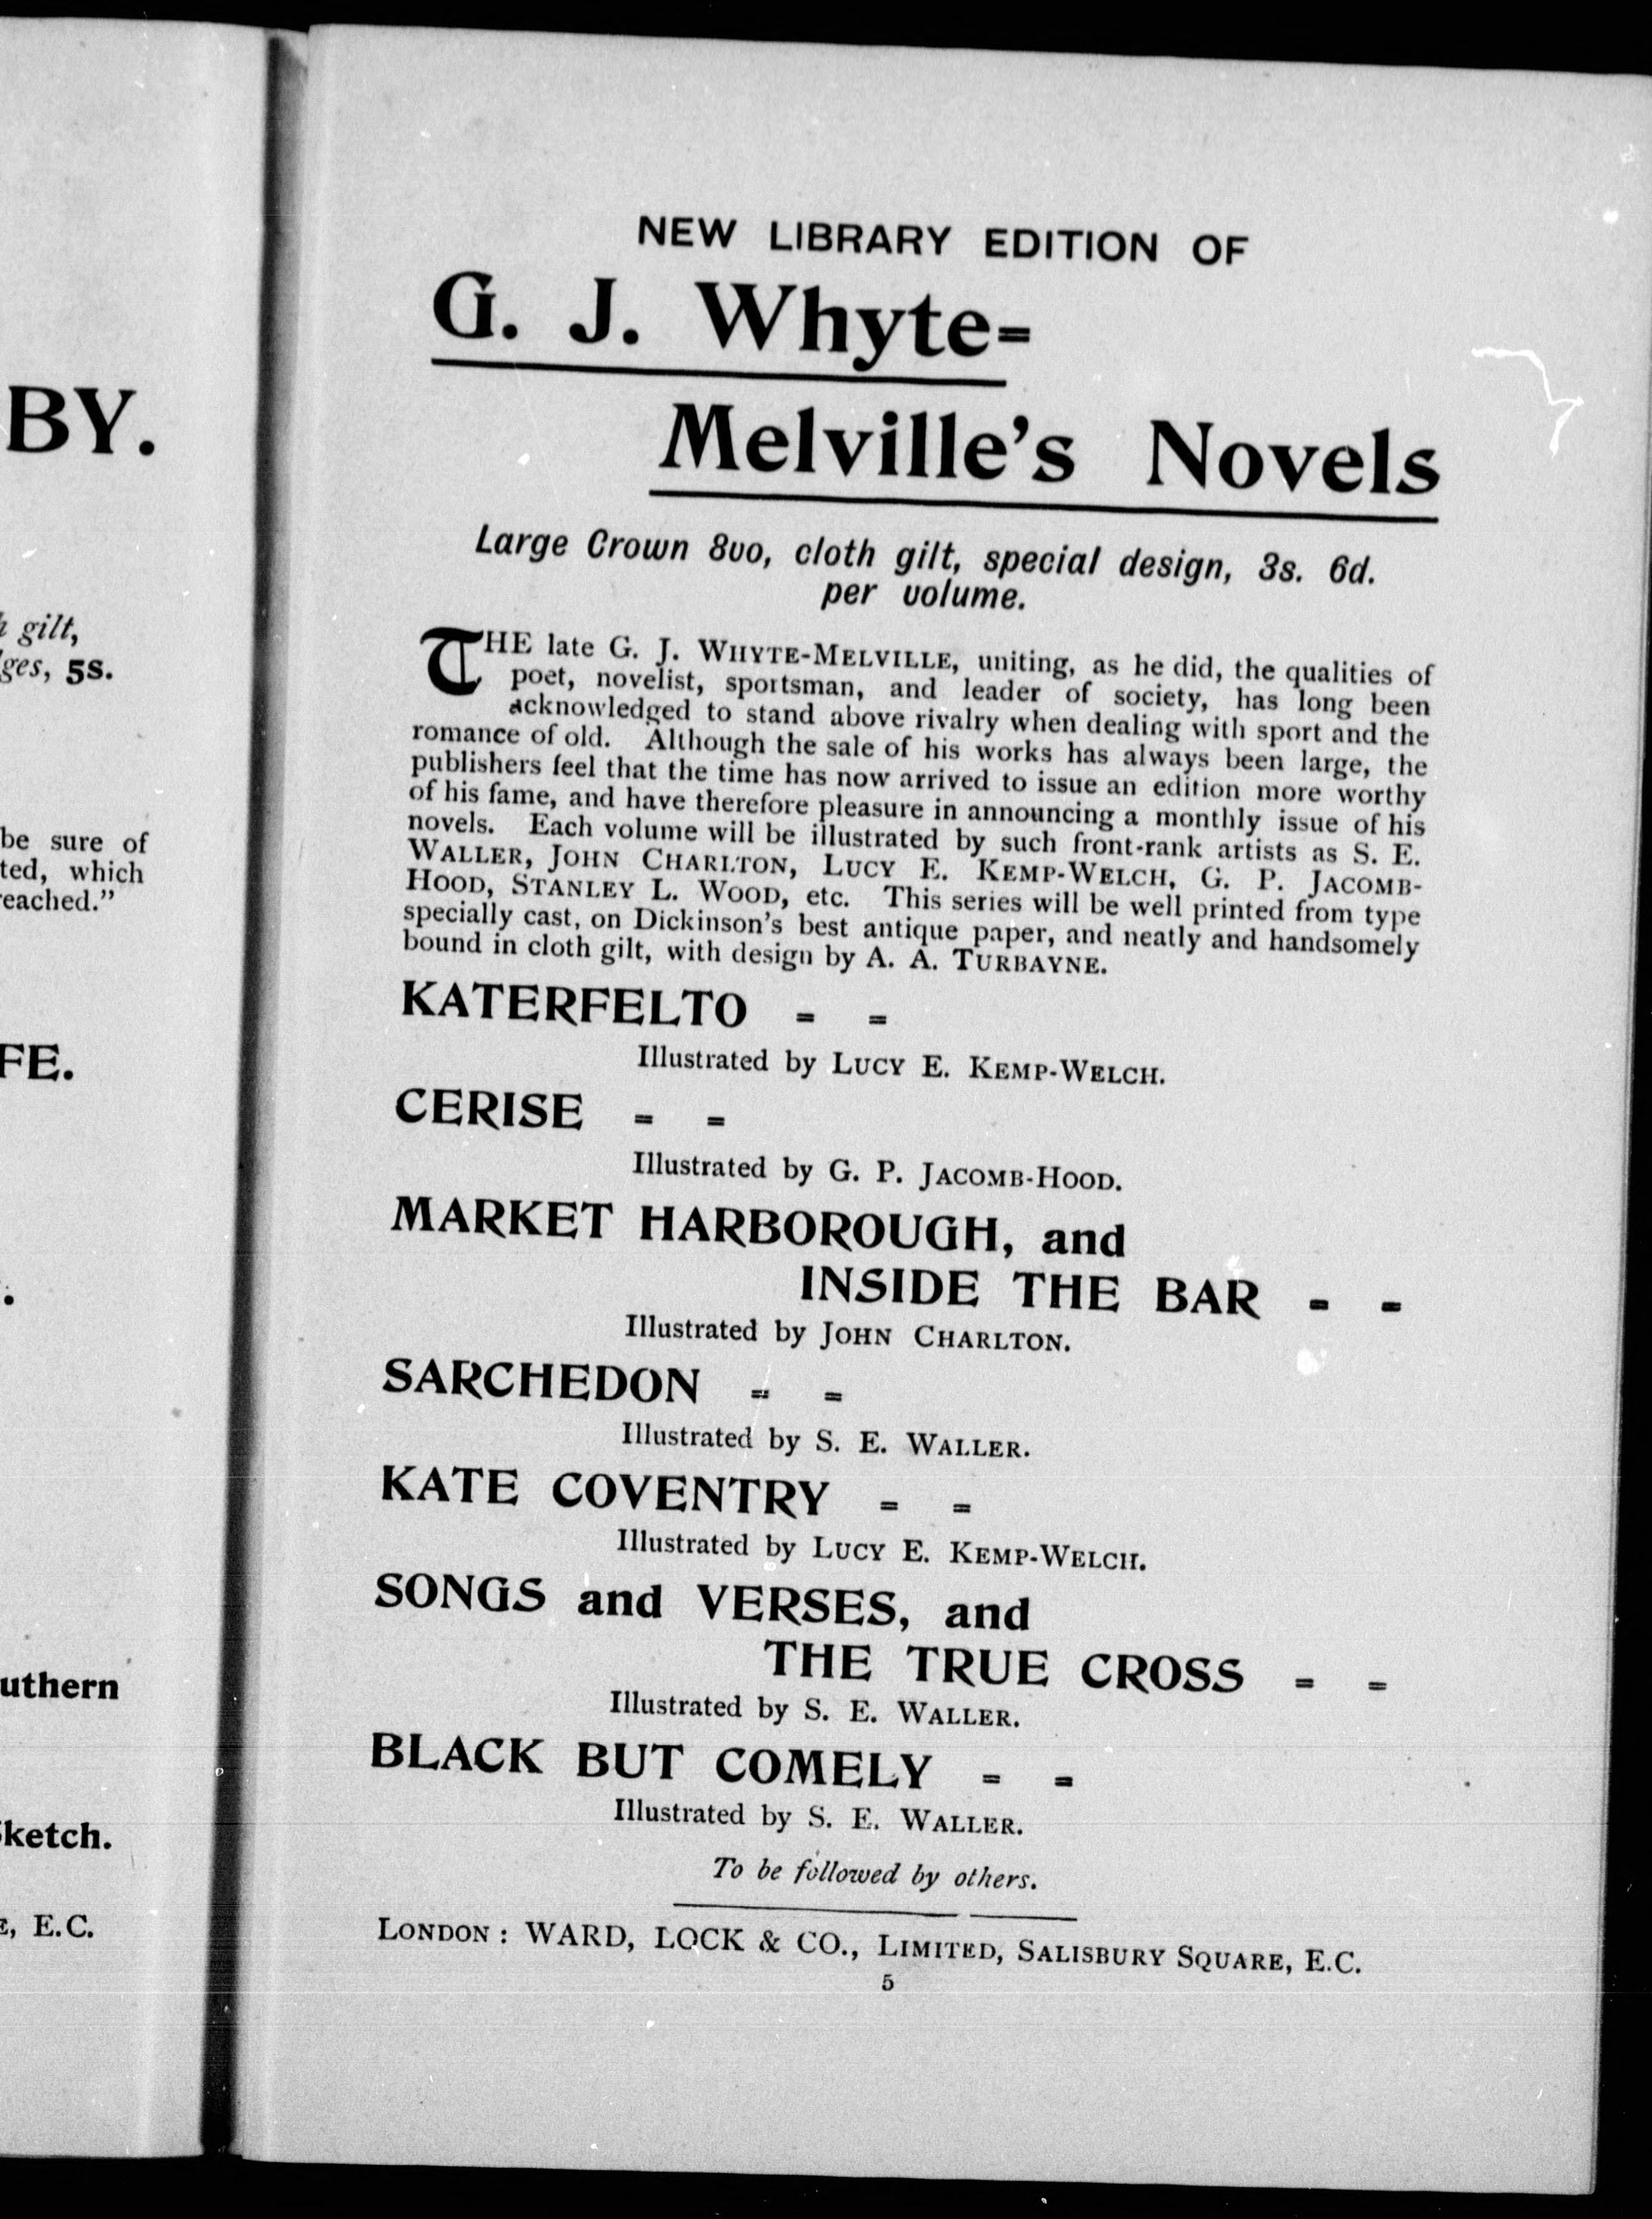 BY.
gilt,
ges, 5s.
be sure of
ted, which
eached.”
FE.
uthern
ketch.
E.C.
NEW LIBRARY EDITION OF
G. J. Whyte-
Melville’s Novels
Large Crown 8vo, cloth gilt, special design, 3s. 6d.
per volume.
THE late G. J. WHYTE-MELVILLE, uniting, as he did, the qualities of
poet, novelist, sportsman, and leader of society, has long been
acknowledged to stand above rivalry when dealing with sport and the
romance of old. Although the sale of his works has always been large, the
publishers feel that the time has now arrived to issue an edition more worthy
of his fame, and have therefore pleasure in announcing a monthly issue of his
novels. Each volume will be illustrated by such front-rank artists as S. E.
WALLER, JOHN CHARLTON, LUCY E. KEMP-WELCH, G. P. JACOMB-
HOOD, STANLEY L. WOOD, etc. This series will be well printed from type
specially cast, on Dickinson’s best antique paper, and neatly and handsomely
bound in cloth gilt, with design by A. A. TURBAYNE.
KATERFELTO - -
Illustrated by LUCY E. KEMP-WELCH.
CERISE - -
Illustrated by G. P. JACOMB-HOOD.
MARKET HARBOROUGH, and
INSIDE THE BAR - -
Illustrated by JOHN CHARLTON.
SARCHEDON - -
Illustrated by S. E. WALLER.
KATE COVENTRY - -
Illustrated by LUCY E. KEMP-WELCH.
SONGS and VERSES, and
THE TRUE CROSS - -
Illustrated by S. E. WALLER.
BLACK BUT COMELY - -
Illustrated by S. E. WALLER.
To be followed by others.
LONDON: WARD, LOCK & CO., LIMITED, SALISBURY SQUARE, E.C.
5